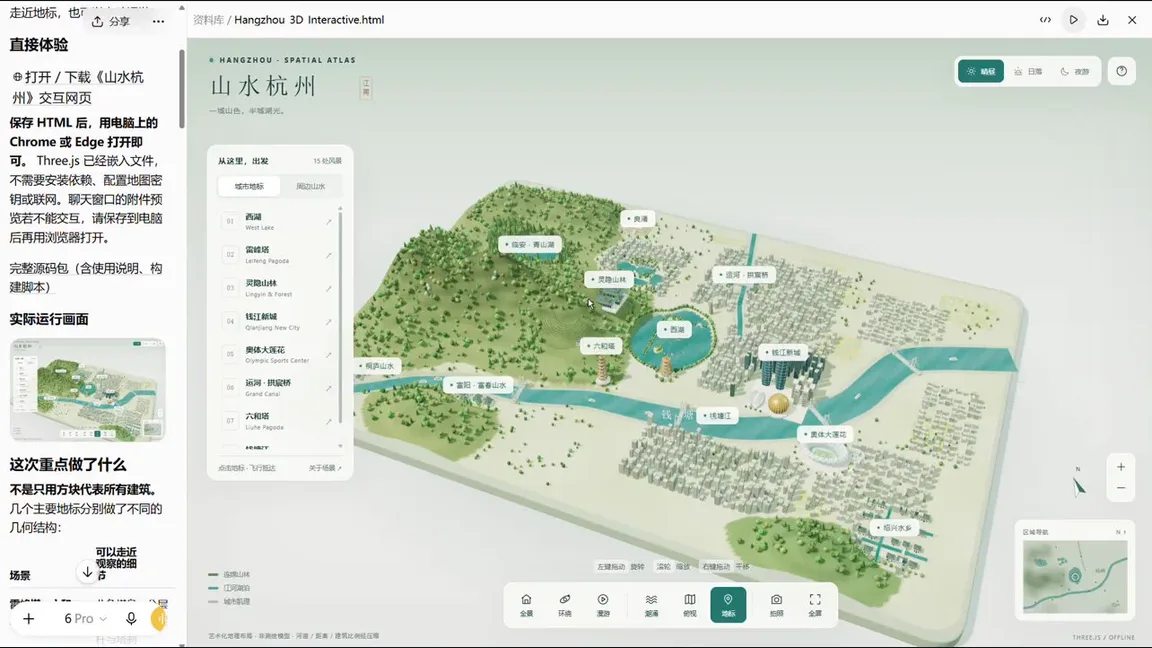 走近地标，也可
分享
直接体验
打开 / 下载《山水杭
州》交互网页
保存 HTML 后，用电脑上的
Chrome 或 Edge 打开即
可。 Three.js 已经嵌入文件，
不需要安装依赖、配置地图密
钥或联网。聊天窗口的附件预
览若不能交互，请保存到电脑
后再用浏览器打开。
完整源码包（含使用说明、构
建脚本）
实际运行画面
这次重点做了什么
不是只用方块代表所有建筑。
几个主要地标分别做了不同的
几何结构：
场景
可以走近
观察的细
节
6 Pro
资料库 / Hangzhou 3D Interactive.html
HANGZHOU · SPATIAL ATLAS
山水杭州
江南
一城山色，半城湖光。
晴昼
日落
夜游
从这里，出发
15 处风景
城市地标
周边山水
01 西湖
West Lake
02 雷峰塔
Leifeng Pagoda
03 灵隐山林
Lingyin & Forest
04 钱江新城
Qianjiang New City
05 奥体大莲花
Olympic Sports Center
06 运河 · 拱宸桥
Grand Canal
07 六和塔
Liuhe Pagoda
点击地标 · 飞行抵达
关于场景
良渚
临安 · 青山湖
灵隐山林
运河 · 拱宸桥
西湖
六和塔
钱江新城
桐庐山水
富阳 · 富春山水
钱塘江
奥体大莲花
绍兴水乡
N
+
−
区域导航
N
连绵山林
江河湖泊
城市肌理
左键拖动 旋转
滚轮 缩放
右键拖动 平移
全景
环绕
漫游
潮涌
俯视
地标
拍照
全屏
艺术化地理布局 · 非测绘模型 · 河道 / 距离 / 建筑比例经压缩
THREE.JS / OFFLINE